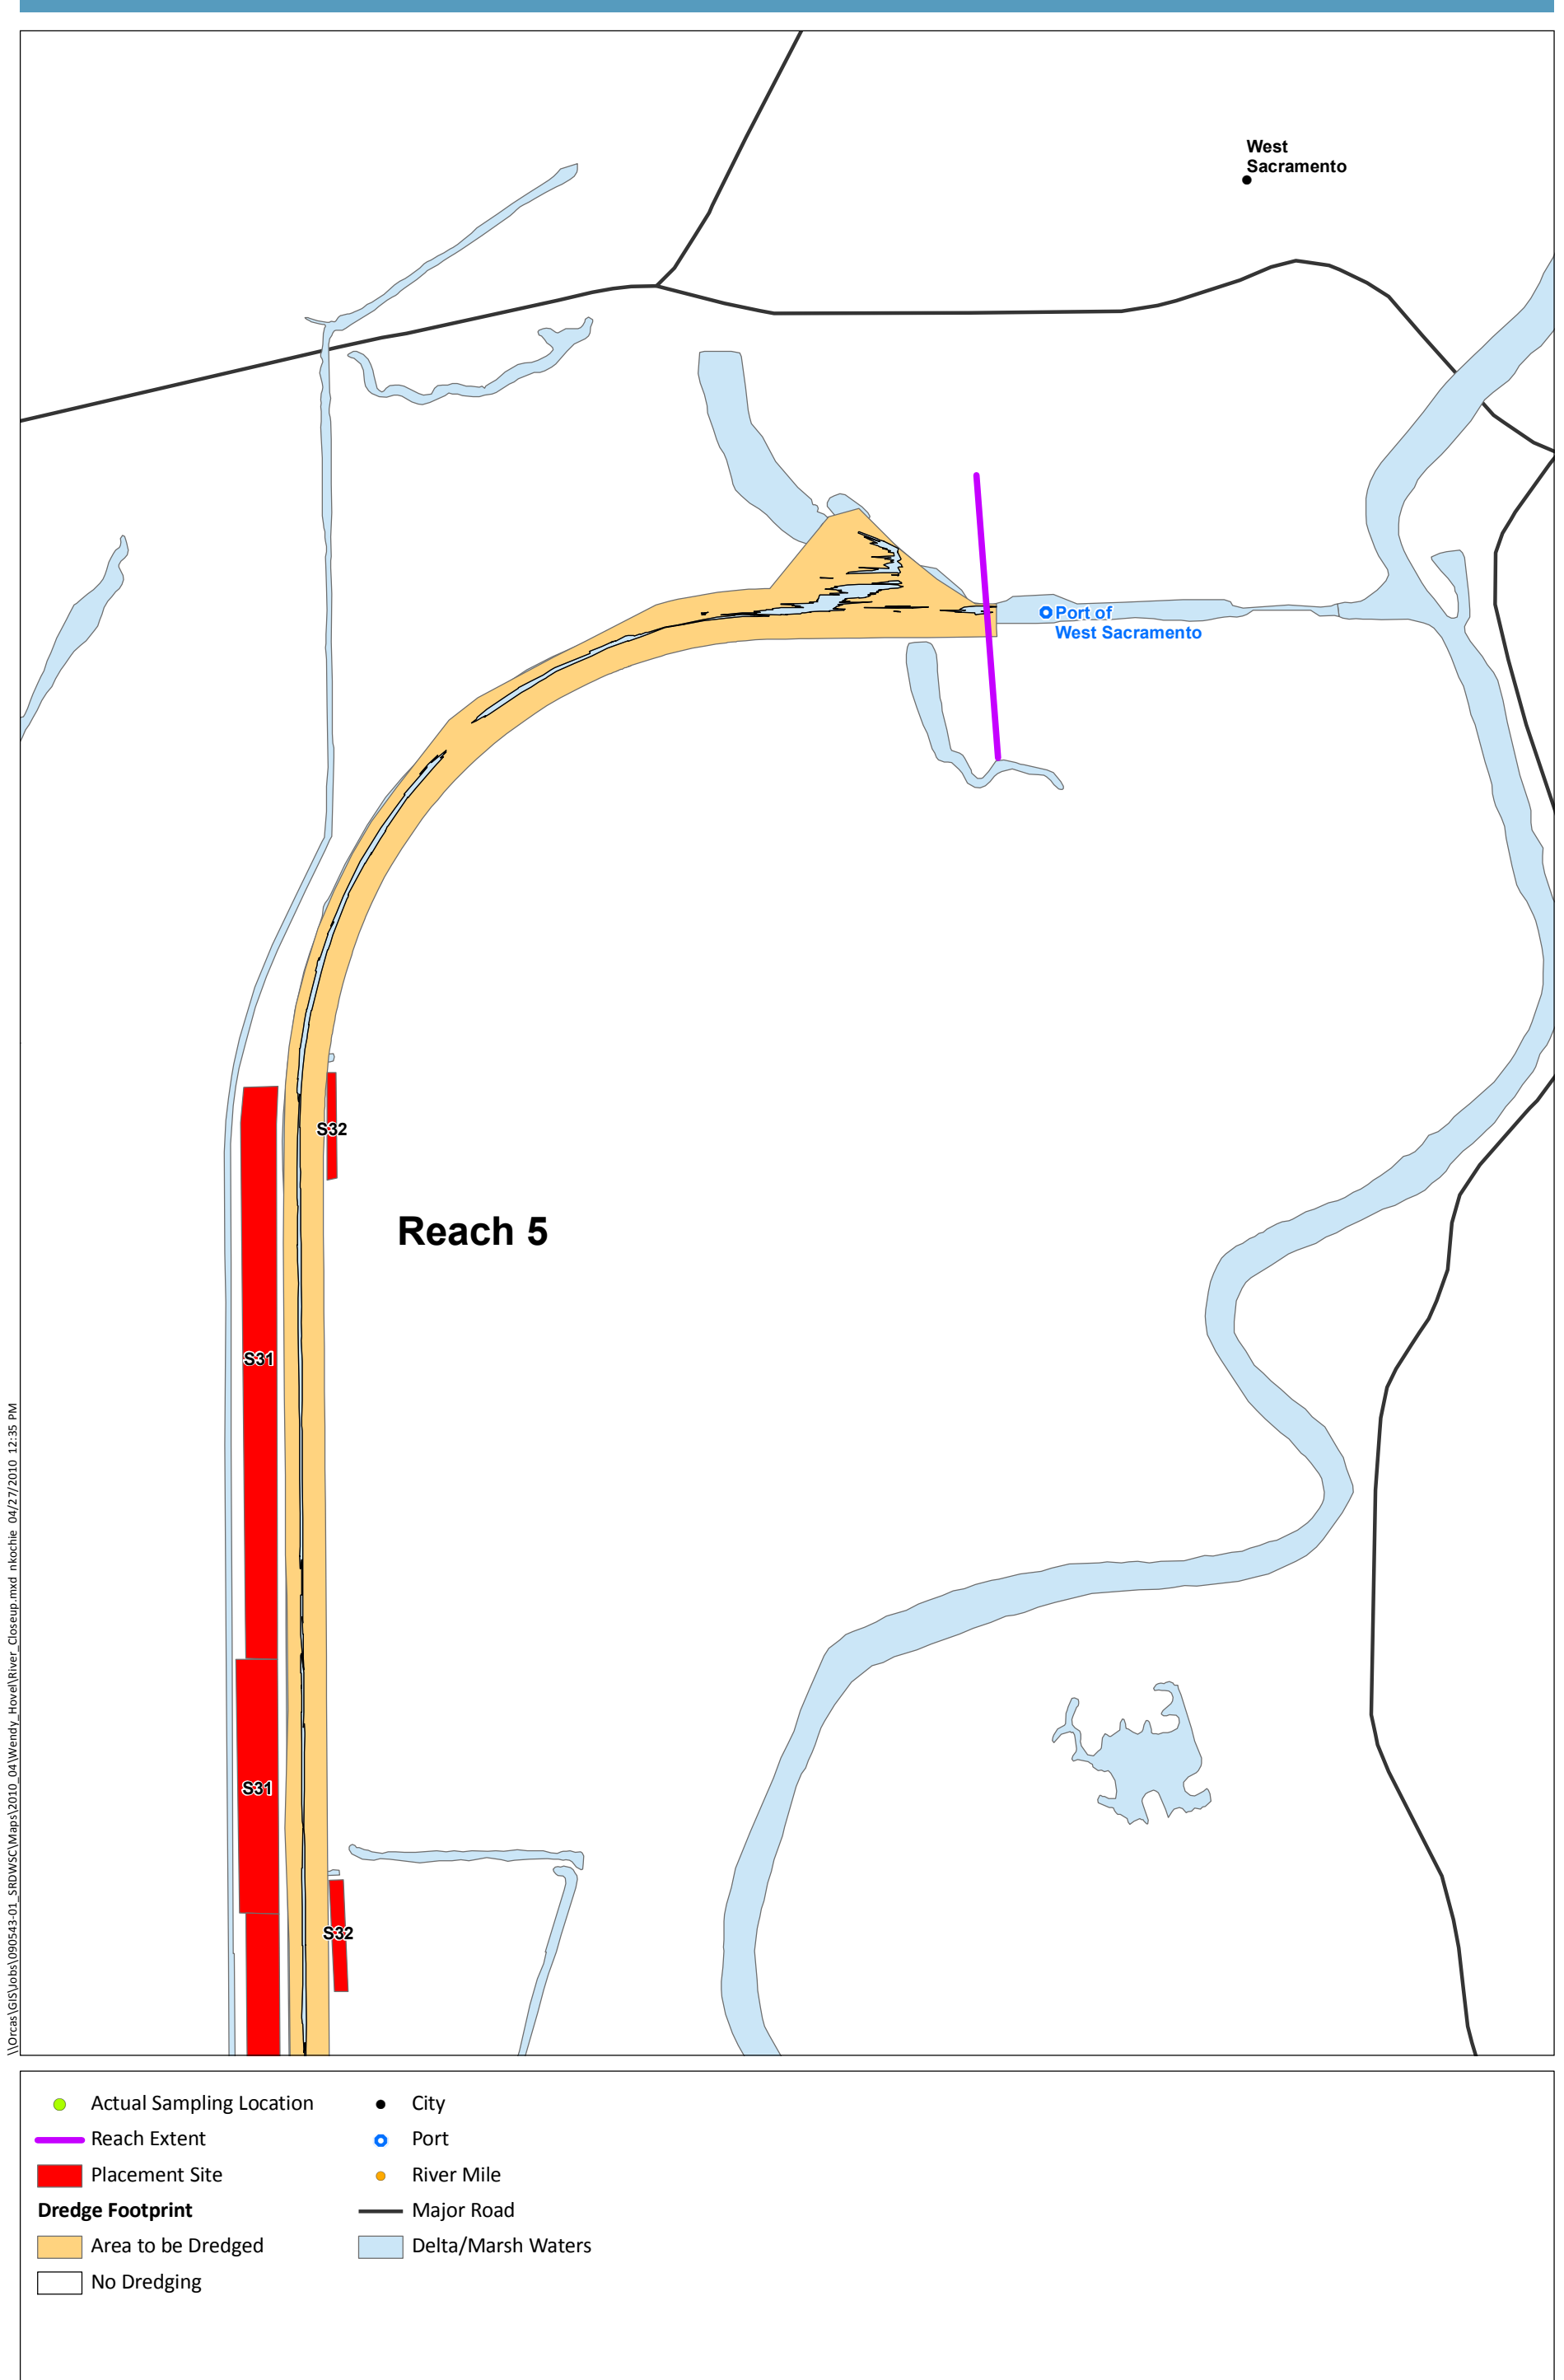 West
Sacramento
Port of
West Sacramento
S32
Reach 5
S31
S31
S32
\\Orcas\GIS\Jobs\090543-01_SRDWSC\Maps\2010_04\Wendy_Hovel\River_Closeup.mxd nkochie 04/27/2010 12:35 PM
Actual Sampling Location
Reach Extent
Placement Site
Dredge Footprint
Area to be Dredged
No Dredging
City
Port
River Mile
Major Road
Delta/Marsh Waters